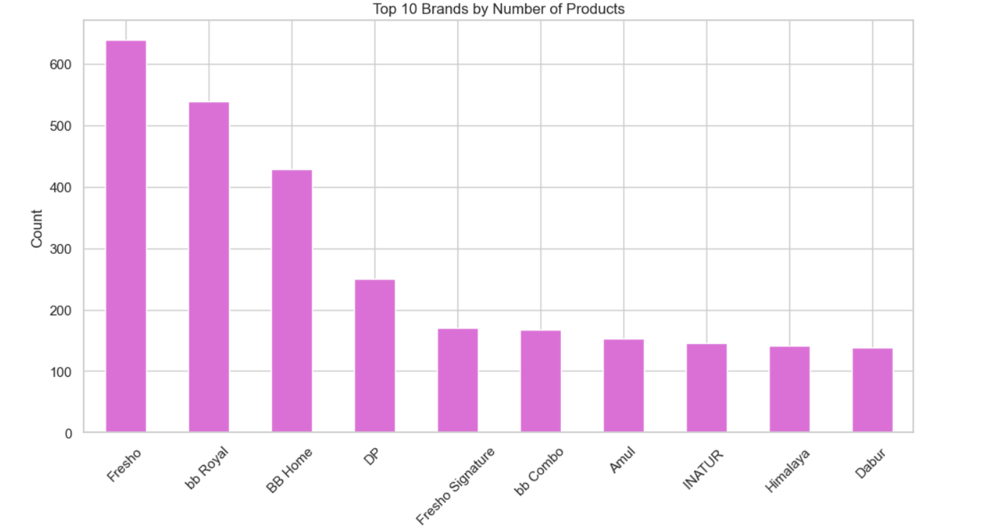 Top 10 Brands by Number of Products
600
500
400
300
200
100
0
Count
Fresho
bb Royal
BB Home
DP
Fresho Signature
bb Combo
Amul
INATUR
Himalaya
Dabur